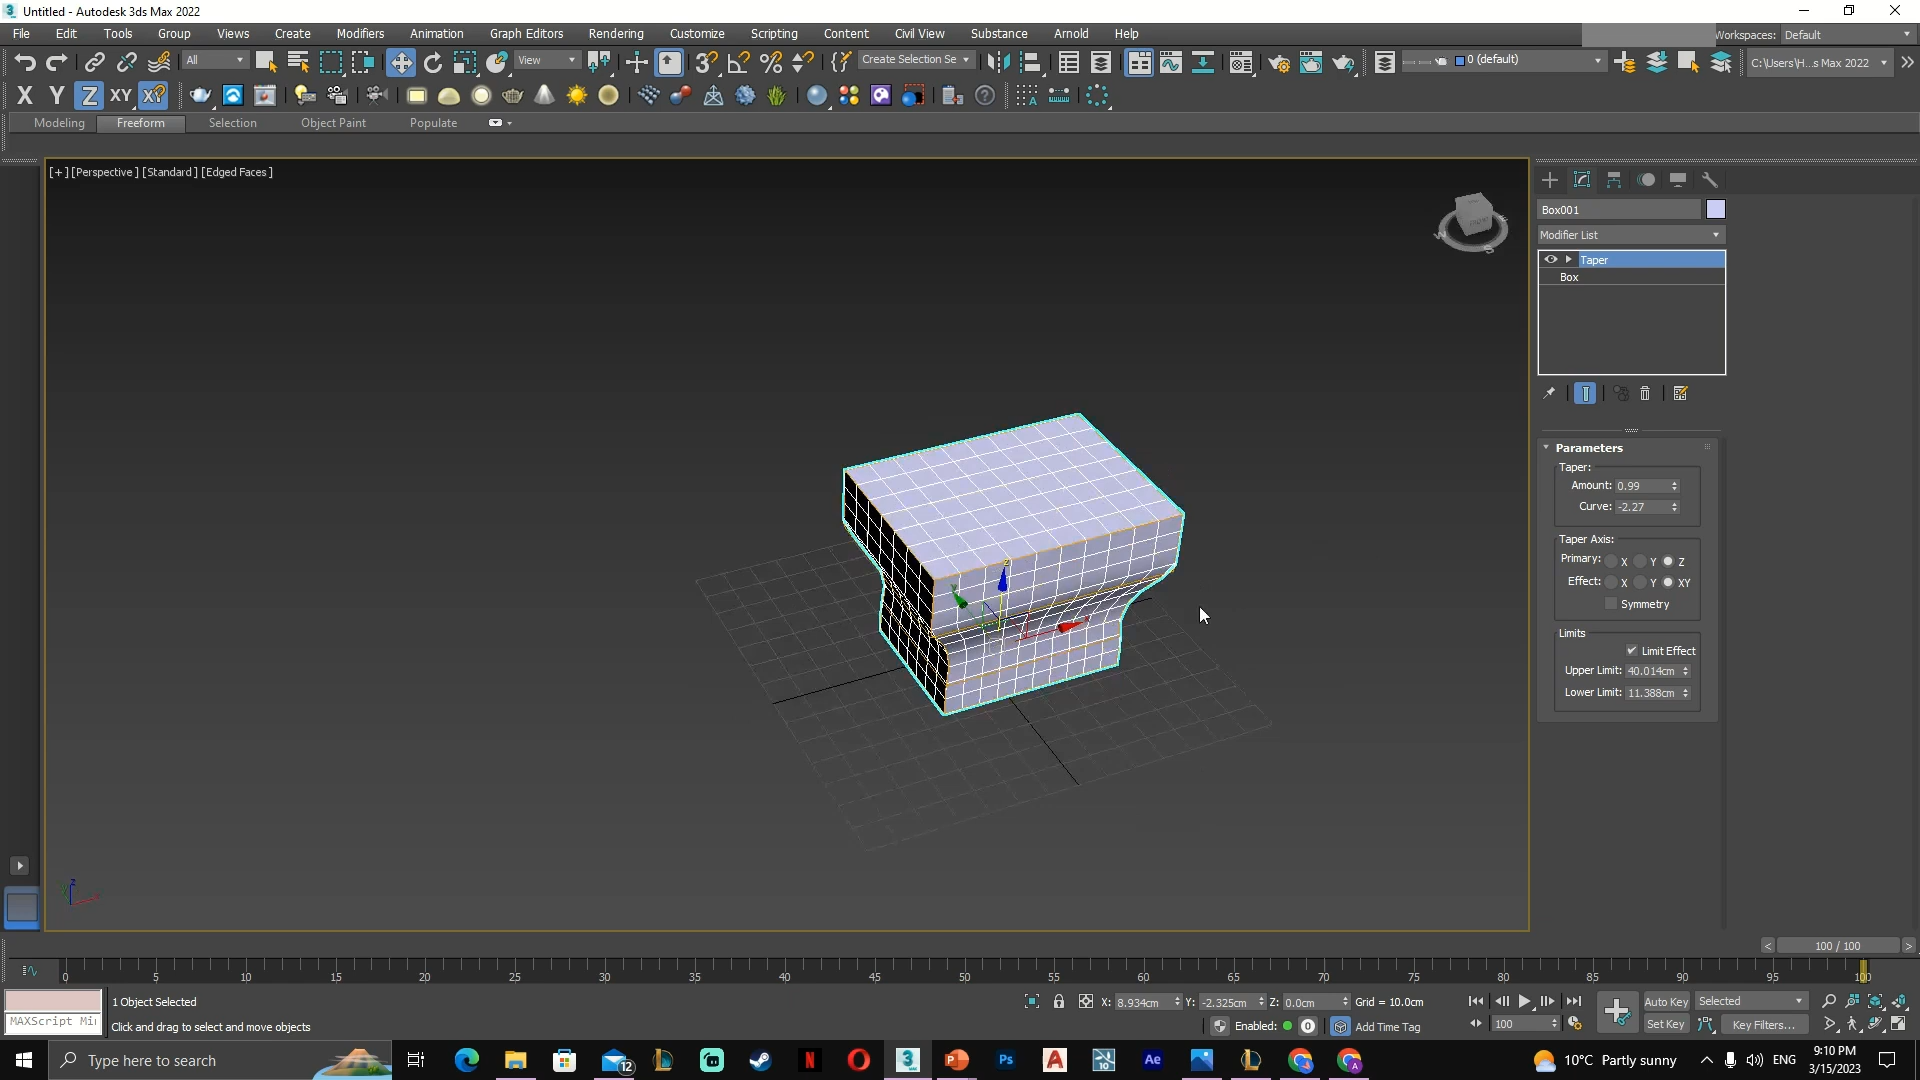 Untitled - Autodesk 3ds Max 2022
File Edit Tools Group Views Create Modifiers Animation Graph Editors Rendering Customize Scripting Content Civil View Substance Arnold Help Workspaces: Default
All View Create Selection Se 0 (default) C:\Users\H...s Max 2022
X Y Z XY
Modeling Freeform Selection Object Paint Populate
[+] [Perspective] [Standard] [Edged Faces]
Box001
Modifier List
Taper
Box
Parameters
Taper:
Amount: 0.99
Curve: -2.27
Taper Axis:
Primary: X Y Z
Effect: X Y XY
Symmetry
Limits
Limit Effect
Upper Limit: 40.014cm
Lower Limit: 11.388cm
100 / 100
0 5 10 15 20 25 30 35 40 45 50 55 60 65 70 75 80 85 90 95 100
1 Object Selected X: 8.934cm Y: -2.325cm Z: 0.0cm Grid = 10.0cm Auto Key Selected
MAXScript Mi Click and drag to select and move objects Enabled: 0 Add Time Tag 100 Set Key Key Filters...
Type here to search 12 10°C Partly sunny ENG 9:10 PM
3/15/2023